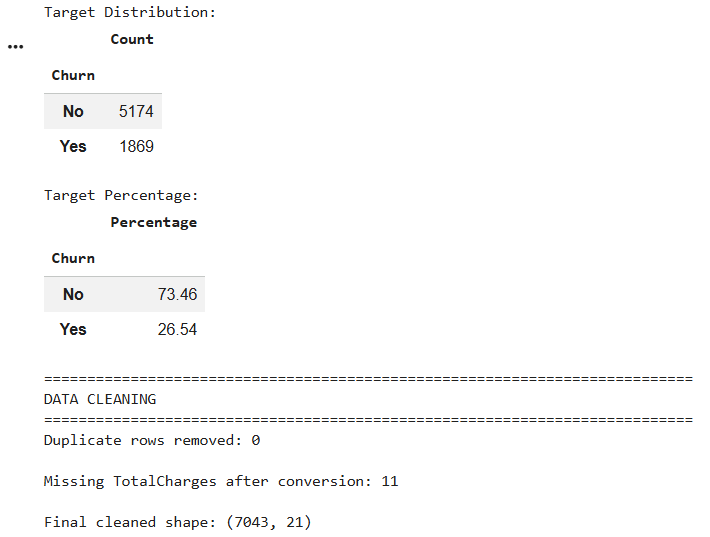 Target Distribution:
...
Count
Churn
No 5174
Yes 1869
Target Percentage:
Percentage
Churn
No 73.46
Yes 26.54
===========================================================================
DATA CLEANING
===========================================================================
Duplicate rows removed: 0
Missing TotalCharges after conversion: 11
Final cleaned shape: (7043, 21)